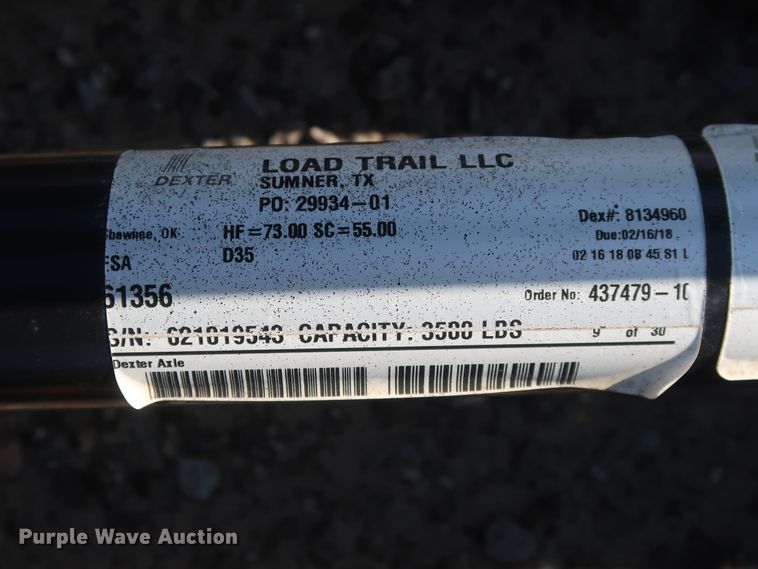 DEXTER
LOAD TRAIL LLC
SUMNER, TX
PO: 29934-01
Shawnee, OK
HF=73.00 SC=55.00
Dex#: 8134960
Due:02/16/18
D35
02 16 18 08 45 81 L
61356
Order No: 437479-10
S/N: 621819543 CAPACITY: 3500 LBS
9 of 30
Dexter Axle
Purple Wave Auction